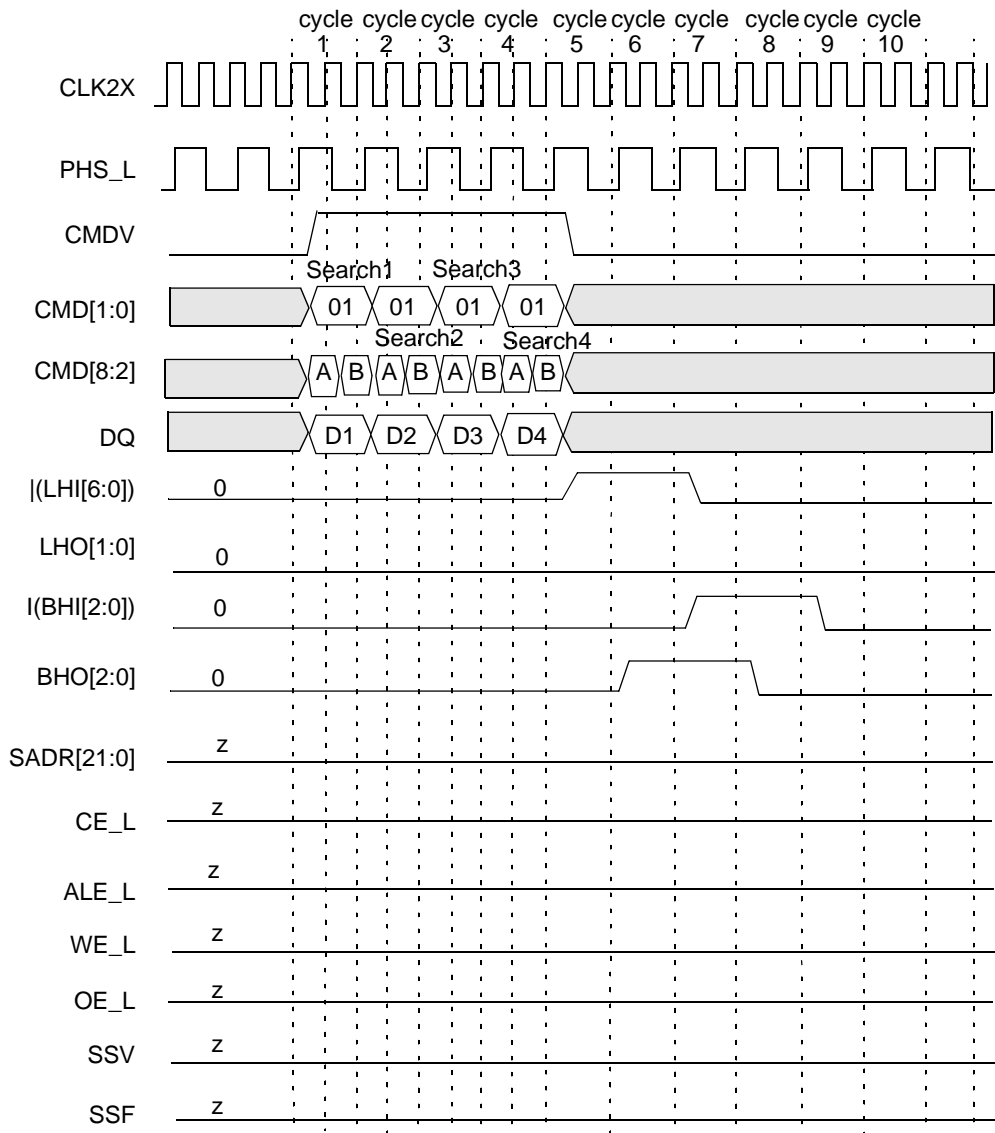 cycle cycle cycle cycle cycle cycle cycle cycle cycle cycle
1 2 3 4 5 6 7 8 9 10
CLK2X
PHS_L
CMDV
Search1 Search3
CMD[1:0] 01 01 01 01
Search2 Search4
CMD[8:2] A B A B A B A B
DQ D1 D2 D3 D4
|(LHI[6:0]) 0
LHO[1:0] 0
I(BHI[2:0]) 0
BHO[2:0] 0
SADR[21:0] z
CE_L z
ALE_L z
WE_L z
OE_L z
SSV z
SSF z